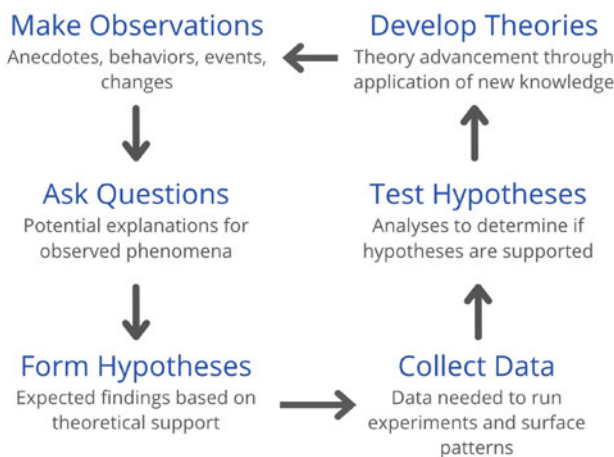 Make Observations
Anecdotes, behaviors, events,
changes
Ask Questions
Potential explanations for
observed phenomena
Form Hypotheses
Expected findings based on
theoretical support
Collect Data
Data needed to run
experiments and surface
patterns
Test Hypotheses
Analyses to determine if
hypotheses are supported
Develop Theories
Theory advancement through
application of new knowledge